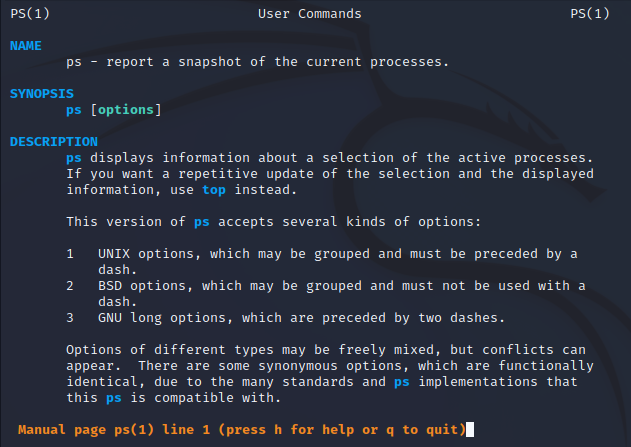 PS(1) User Commands PS(1)
NAME
ps - report a snapshot of the current processes.
SYNOPSIS
ps [options]
DESCRIPTION
ps displays information about a selection of the active processes.
If you want a repetitive update of the selection and the displayed
information, use top instead.
This version of ps accepts several kinds of options:
1 UNIX options, which may be grouped and must be preceded by a
dash.
2 BSD options, which may be grouped and must not be used with a
dash.
3 GNU long options, which are preceded by two dashes.
Options of different types may be freely mixed, but conflicts can
appear. There are some synonymous options, which are functionally
identical, due to the many standards and ps implementations that
this ps is compatible with.
Manual page ps(1) line 1 (press h for help or q to quit)